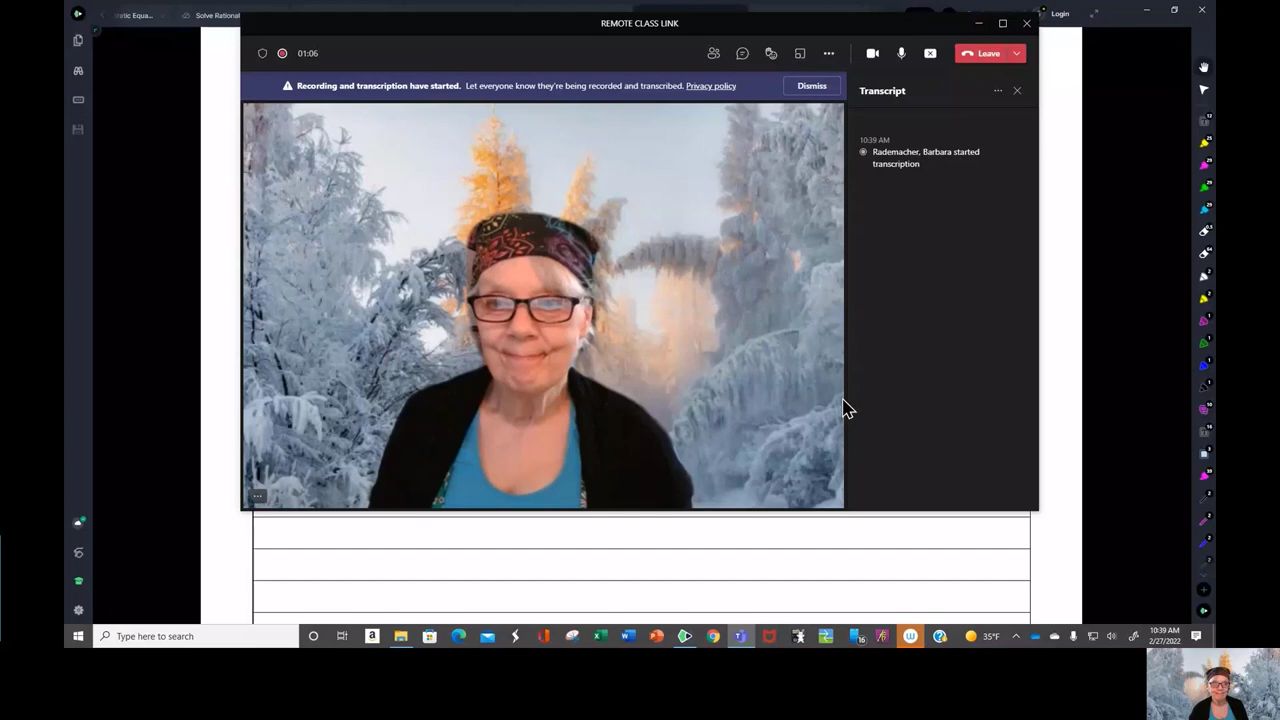 ratic Equa...
Solve Rational
REMOTE CLASS LINK
Login
01:06
Leave
Recording and transcription have started. Let everyone know they're being recorded and transcribed. Privacy policy
Dismiss
Transcript
10:39 AM
Rademacher, Barbara started
transcription
Type here to search
35°F
10:39 AM
2/27/2022